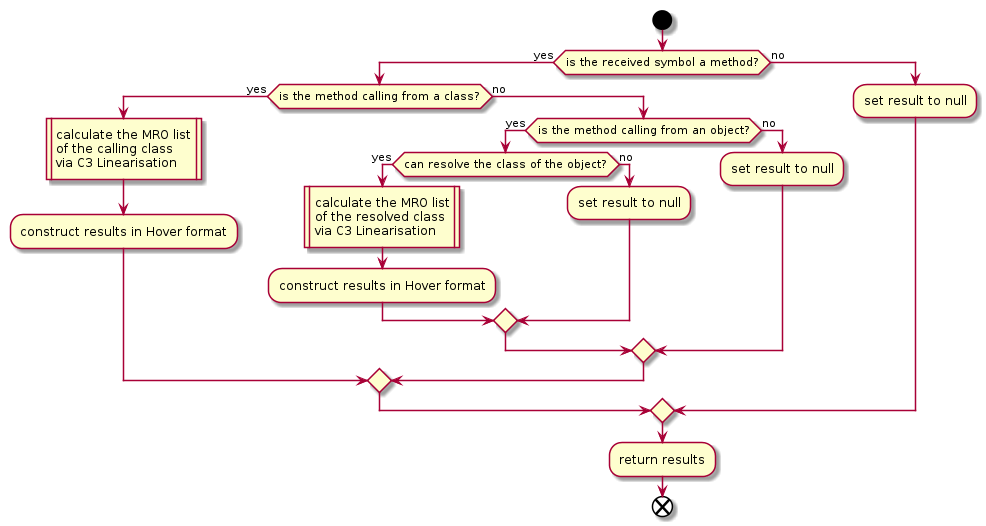 yes
is the received symbol a method?
no
yes
is the method calling from a class?
no
set result to null
calculate the MRO list
of the calling class
via C3 Linearisation
yes
is the method calling from an object?
no
yes
can resolve the class of the object?
no
set result to null
calculate the MRO list
of the resolved class
via C3 Linearisation
set result to null
construct results in Hover format
construct results in Hover format
return results